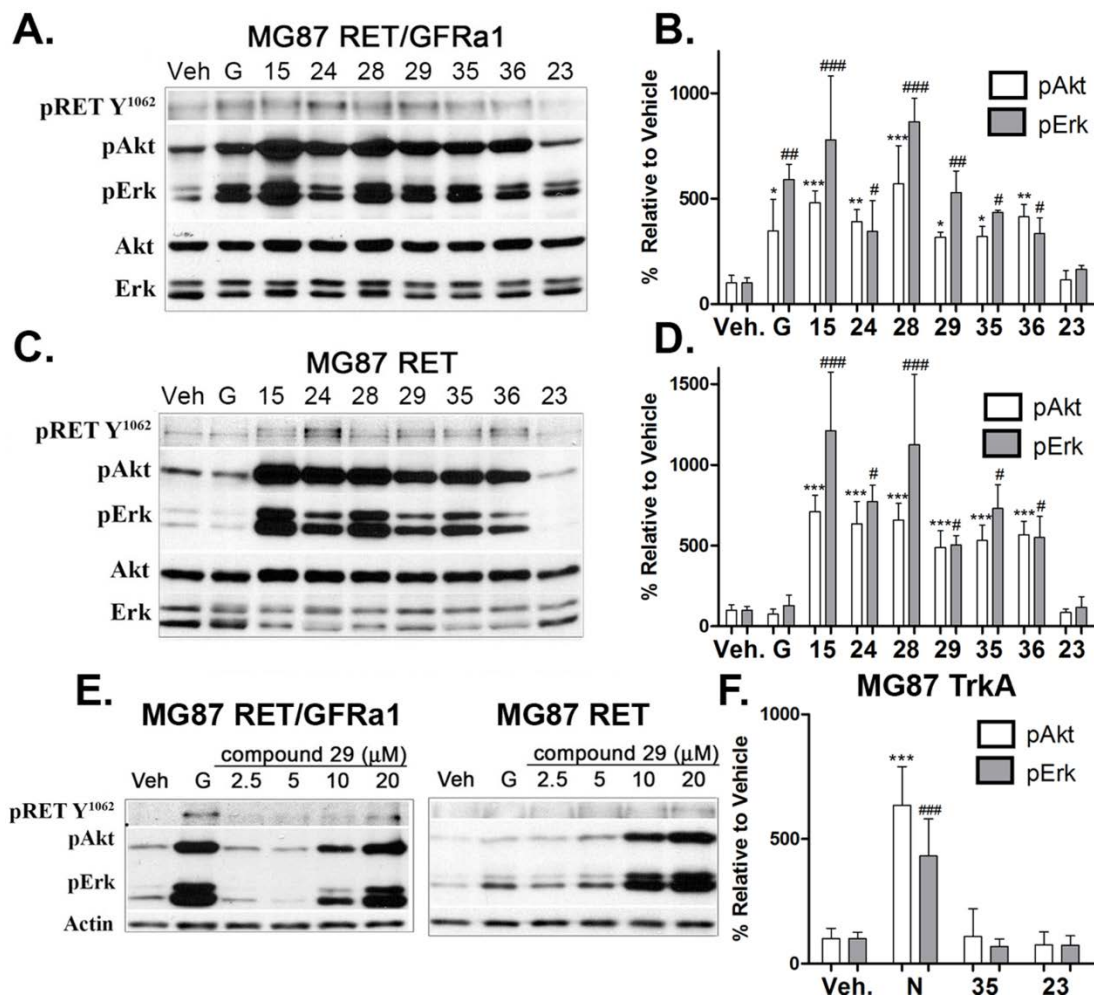 A.
MG87 RET/GFRa1
Veh G 15 24 28 29 35 36 23
pRET Y¹⁰⁶²
pAkt
pErk
Akt
Erk
B.
% Relative to Vehicle
1000
500
0
* ## *** ### ** # *** ### * ## * # ** #
pAkt
pErk
Veh. G 15 24 28 29 35 36 23
C.
MG87 RET
Veh G 15 24 28 29 35 36 23
pRET Y¹⁰⁶²
pAkt
pErk
Akt
Erk
D.
% Relative to Vehicle
1500
1000
500
0
*** ### *** # *** ### *** # *** # *** #
pAkt
pErk
Veh. G 15 24 28 29 35 36 23
E.
MG87 RET/GFRa1
compound 29 (μM)
Veh G 2.5 5 10 20
pRET Y¹⁰⁶²
pAkt
pErk
Actin
MG87 RET
compound 29 (μM)
Veh G 2.5 5 10 20
F.
MG87 TrkA
% Relative to Vehicle
1000
500
0
*** ###
pAkt
pErk
Veh. N 35 23